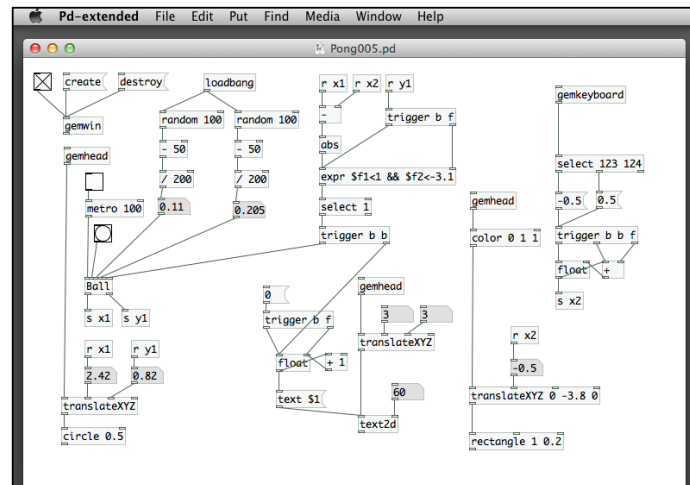 Pd-extended File Edit Put Find Media Window Help
Pong005.pd
create destroy loadbang
r x1 r x2 r y1
gemkeyboard
gemwin
random 100 random 100
-
trigger b f
gemhead
- 50 - 50
abs
select 123 124
/ 200 / 200
expr $f1<1 && $f2<-3.1
metro 100
0.11 0.205
select 1
gemhead
-0.5 0.5
trigger b b
color 0 1 1
trigger b b f
float +
Ball
0
gemhead
s x2
s x1 s y1
trigger b f
3 3
r x1 r y1
translateXYZ
r x2
2.42 0.82
float + 1
-0.5
translateXYZ
text $1
60
translateXYZ 0 -3.8 0
circle 0.5
text2d
rectangle 1 0.2